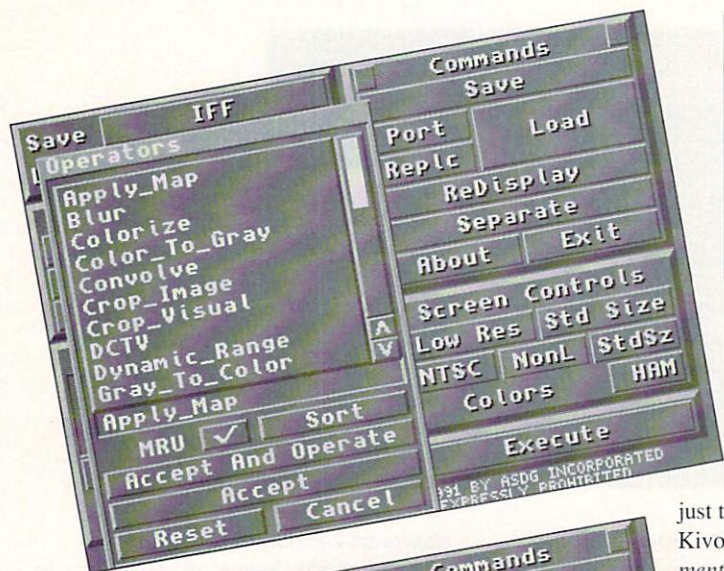 Save IFF
Operators
Apply_Map
Blur
Colorize
Color_To_Gray
Convolve
Crop_Image
Crop_Visual
DCTV
Dynamic_Range
Gray_To_Color
Apply_Map
MRU Sort
Accept And Operate
Accept
Reset Cancel
Commands
Save
Port Load
Replc
ReDisplay
Separate
About Exit
Screen Controls
Low Res Std Size
NTSC NonL StdSz
Colors HAM
Execute
991 BY ASDG INCORPORATED
EXPRESSLY PROHIBITED
just t
Kivo
ment
Commands